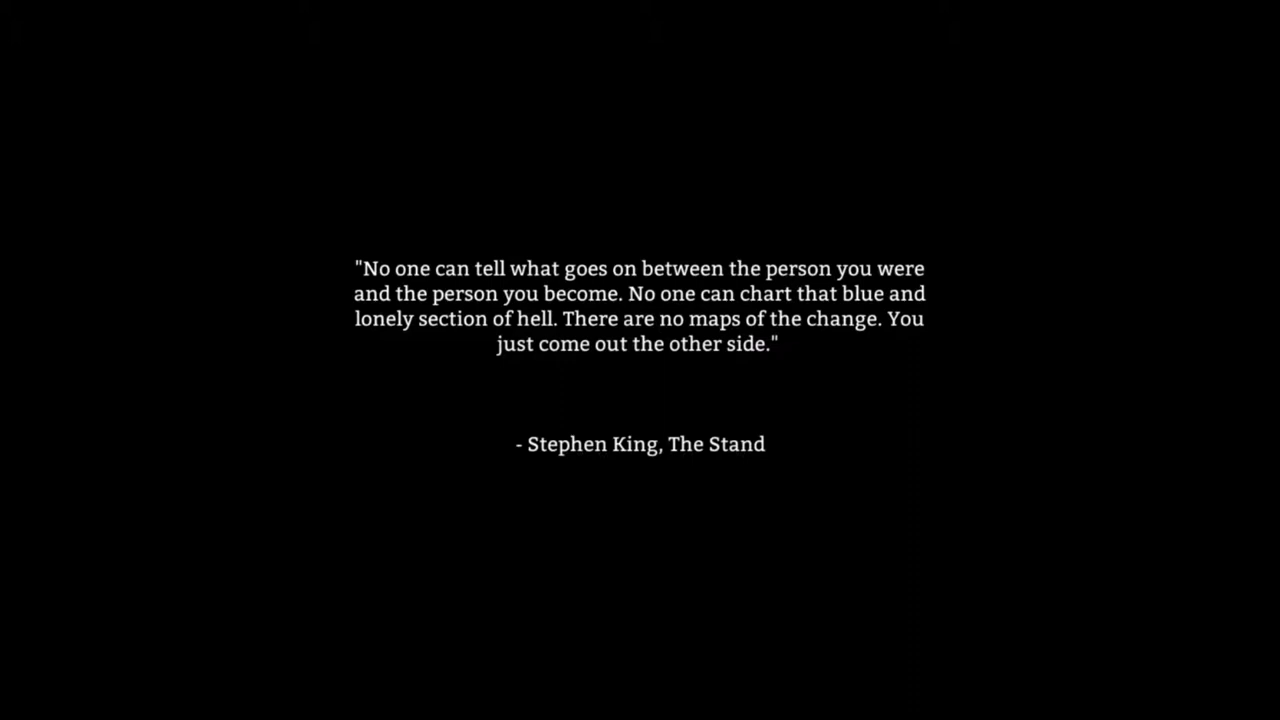 "No one can tell what goes on between the person you were
and the person you become. No one can chart that blue and
lonely section of hell. There are no maps of the change. You
just come out the other side."
- Stephen King, The Stand